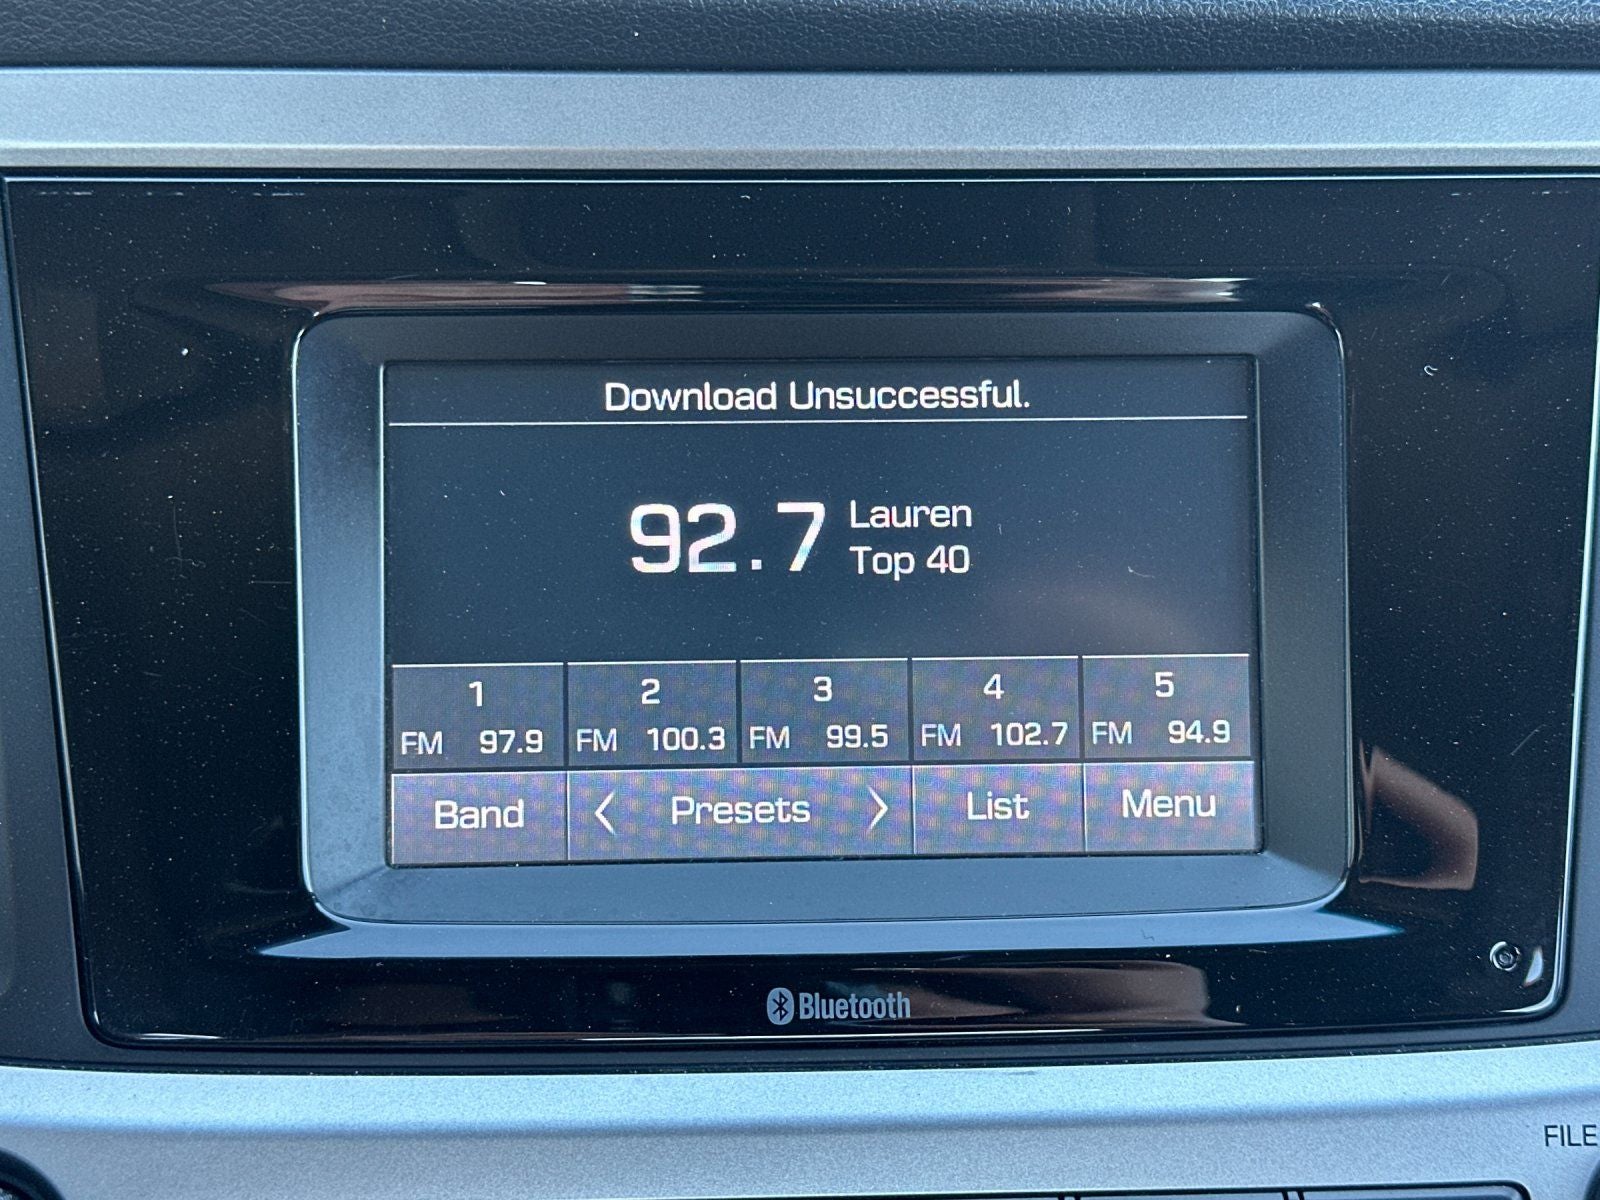 Download Unsuccessful.
92.7 Lauren
Top 40
1 2 3 4 5
FM 97.9 FM 100.3 FM 99.5 FM 102.7 FM 94.9
Band < Presets > List Menu
Bluetooth
FILE